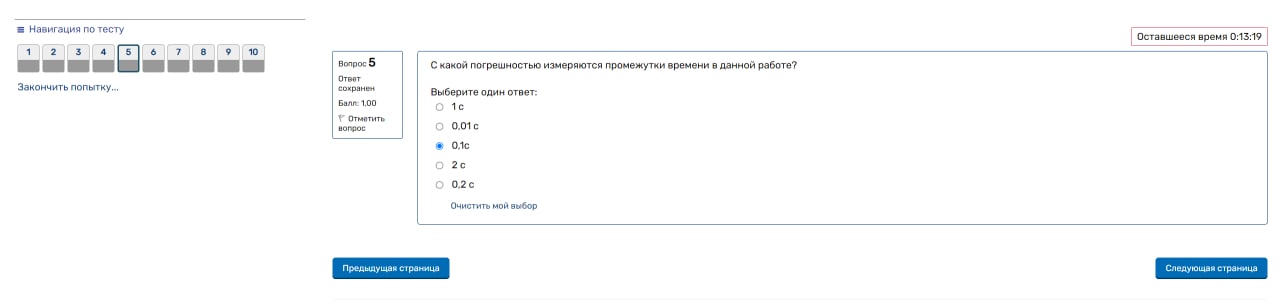 Навигация по тесту
1 2 3 4 5 6 7 8 9 10
Закончить попытку...
Оставшееся время 0:13:19
Вопрос 5
Ответ
сохранен
Балл: 1,00
Отметить
вопрос
С какой погрешностью измеряются промежутки времени в данной работе?
Выберите один ответ:
1 с
0,01 с
0,1с
2 с
0,2 с
Очистить мой выбор
Предыдущая страница
Следующая страница